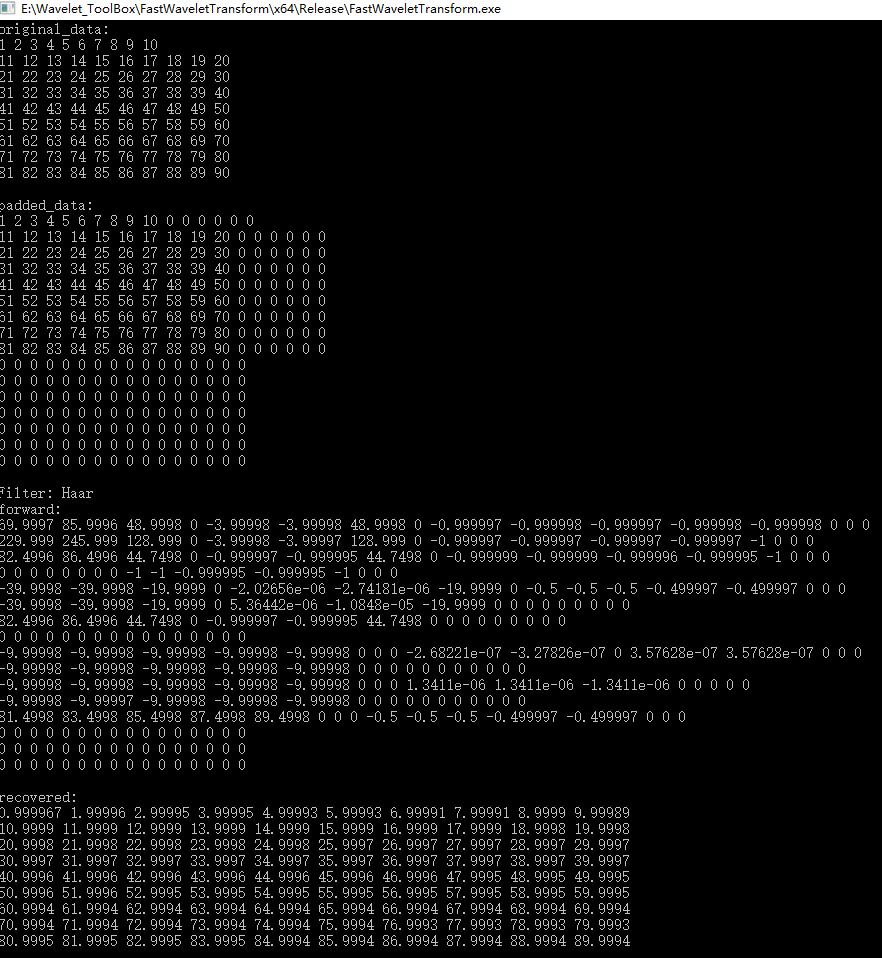 E:\Wavelet_ToolBox\FastWaveletTransform\x64\Release\FastWaveletTransform.exe
original_data:
1 2 3 4 5 6 7 8 9 10
11 12 13 14 15 16 17 18 19 20
21 22 23 24 25 26 27 28 29 30
31 32 33 34 35 36 37 38 39 40
41 42 43 44 45 46 47 48 49 50
51 52 53 54 55 56 57 58 59 60
61 62 63 64 65 66 67 68 69 70
71 72 73 74 75 76 77 78 79 80
81 82 83 84 85 86 87 88 89 90
padded_data:
1 2 3 4 5 6 7 8 9 10 0 0 0 0 0 0
11 12 13 14 15 16 17 18 19 20 0 0 0 0 0 0
21 22 23 24 25 26 27 28 29 30 0 0 0 0 0 0
31 32 33 34 35 36 37 38 39 40 0 0 0 0 0 0
41 42 43 44 45 46 47 48 49 50 0 0 0 0 0 0
51 52 53 54 55 56 57 58 59 60 0 0 0 0 0 0
61 62 63 64 65 66 67 68 69 70 0 0 0 0 0 0
71 72 73 74 75 76 77 78 79 80 0 0 0 0 0 0
81 82 83 84 85 86 87 88 89 90 0 0 0 0 0 0
0 0 0 0 0 0 0 0 0 0 0 0 0 0 0 0
0 0 0 0 0 0 0 0 0 0 0 0 0 0 0 0
0 0 0 0 0 0 0 0 0 0 0 0 0 0 0 0
0 0 0 0 0 0 0 0 0 0 0 0 0 0 0 0
0 0 0 0 0 0 0 0 0 0 0 0 0 0 0 0
0 0 0 0 0 0 0 0 0 0 0 0 0 0 0 0
0 0 0 0 0 0 0 0 0 0 0 0 0 0 0 0
Filter: Haar
forward:
69.9997 85.9996 48.9998 0 -3.99998 -3.99998 48.9998 0 -0.999997 -0.999998 -0.999997 -0.999998 -0.999998 0 0 0
229.999 245.999 128.999 0 -3.99998 -3.99997 128.999 0 -0.999997 -0.999997 -0.999997 -0.999997 -1 0 0 0
82.4996 86.4996 44.7498 0 -0.999997 -0.999995 44.7498 0 -0.999999 -0.999999 -0.999996 -0.999995 -1 0 0 0
0 0 0 0 0 0 0 0 -1 -1 -0.999995 -0.999995 -1 0 0 0
-39.9998 -39.9998 -19.9999 0 -2.02656e-06 -2.74181e-06 -19.9999 0 -0.5 -0.5 -0.5 -0.499997 -0.499997 0 0 0
-39.9998 -39.9998 -19.9999 0 5.36442e-06 -1.0848e-05 -19.9999 0 0 0 0 0 0 0 0 0
82.4996 86.4996 44.7498 0 -0.999997 -0.999995 44.7498 0 0 0 0 0 0 0 0 0
0 0 0 0 0 0 0 0 0 0 0 0 0 0 0 0
-9.99998 -9.99998 -9.99998 -9.99998 -9.99998 0 0 0 -2.68221e-07 -3.27826e-07 0 3.57628e-07 3.57628e-07 0 0 0
-9.99998 -9.99998 -9.99998 -9.99998 -9.99998 0 0 0 0 0 0 0 0 0 0 0
-9.99998 -9.99998 -9.99998 -9.99998 -9.99998 0 0 0 1.3411e-06 1.3411e-06 -1.3411e-06 0 0 0 0 0
-9.99998 -9.99997 -9.99998 -9.99998 -9.99998 0 0 0 0 0 0 0 0 0 0 0
81.4998 83.4998 85.4998 87.4998 89.4998 0 0 0 -0.5 -0.5 -0.5 -0.499997 -0.499997 0 0 0
0 0 0 0 0 0 0 0 0 0 0 0 0 0 0 0
0 0 0 0 0 0 0 0 0 0 0 0 0 0 0 0
0 0 0 0 0 0 0 0 0 0 0 0 0 0 0 0
recovered:
0.999967 1.99996 2.99995 3.99995 4.99993 5.99993 6.99991 7.99991 8.9999 9.99989
10.9999 11.9999 12.9999 13.9999 14.9999 15.9999 16.9999 17.9999 18.9998 19.9998
20.9998 21.9998 22.9998 23.9998 24.9998 25.9997 26.9997 27.9997 28.9997 29.9997
30.9997 31.9997 32.9997 33.9997 34.9997 35.9997 36.9997 37.9997 38.9997 39.9997
40.9996 41.9996 42.9996 43.9996 44.9996 45.9996 46.9996 47.9995 48.9995 49.9995
50.9996 51.9996 52.9995 53.9995 54.9995 55.9995 56.9995 57.9995 58.9995 59.9995
60.9994 61.9994 62.9994 63.9994 64.9994 65.9994 66.9994 67.9994 68.9994 69.9994
70.9994 71.9994 72.9994 73.9994 74.9994 75.9994 76.9993 77.9993 78.9993 79.9993
80.9995 81.9995 82.9995 83.9995 84.9994 85.9994 86.9994 87.9994 88.9994 89.9994